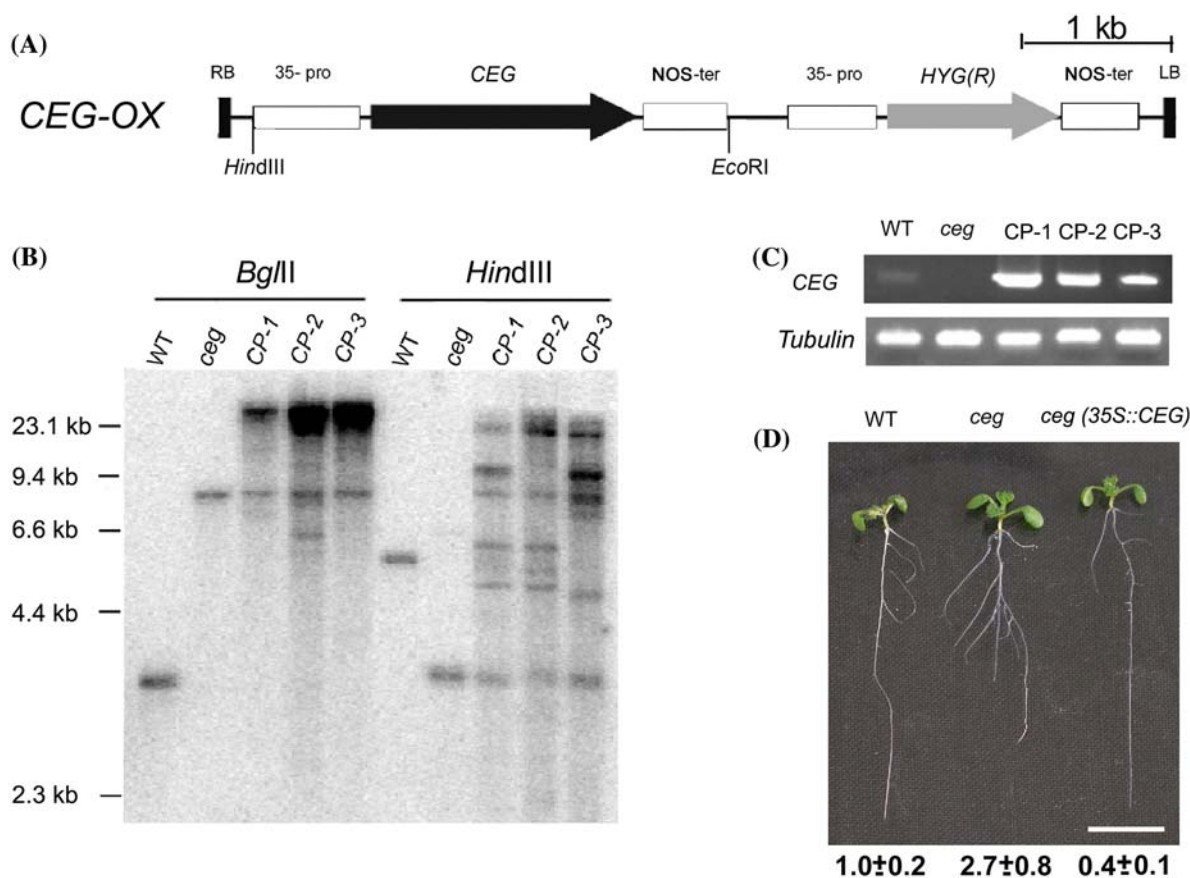 (A)
1 kb
RB 35- pro CEG NOS-ter 35- pro HYG(R) NOS-ter LB
CEG-OX
HindIII EcoRI
(B)
BglII HindIII
WT ceg CP-1 CP-2 CP-3 WT ceg CP-1 CP-2 CP-3
23.1 kb
9.4 kb
6.6 kb
4.4 kb
2.3 kb
(C)
WT ceg CP-1 CP-2 CP-3
CEG
Tubulin
(D)
WT ceg ceg (35S::CEG)
1.0±0.2 2.7±0.8 0.4±0.1